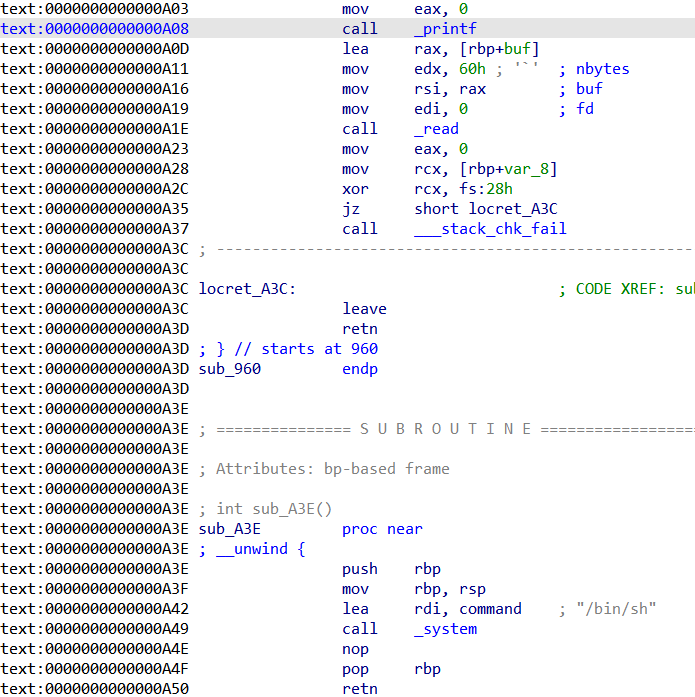 text:0000000000000A03 mov eax, 0
text:0000000000000A08 call _printf
text:0000000000000A0D lea rax, [rbp+buf]
text:0000000000000A11 mov edx, 60h ; '`' ; nbytes
text:0000000000000A16 mov rsi, rax ; buf
text:0000000000000A19 mov edi, 0 ; fd
text:0000000000000A1E call _read
text:0000000000000A23 mov eax, 0
text:0000000000000A28 mov rcx, [rbp+var_8]
text:0000000000000A2C xor rcx, fs:28h
text:0000000000000A35 jz short locret_A3C
text:0000000000000A37 call ___stack_chk_fail
text:0000000000000A3C ; -------------------------------------------------------
text:0000000000000A3C
text:0000000000000A3C locret_A3C: ; CODE XREF: sub
text:0000000000000A3C leave
text:0000000000000A3D retn
text:0000000000000A3D ; } // starts at 960
text:0000000000000A3D sub_960 endp
text:0000000000000A3D
text:0000000000000A3E
text:0000000000000A3E ; =============== S U B R O U T I N E ==================
text:0000000000000A3E
text:0000000000000A3E ; Attributes: bp-based frame
text:0000000000000A3E
text:0000000000000A3E ; int sub_A3E()
text:0000000000000A3E sub_A3E proc near
text:0000000000000A3E ; __unwind {
text:0000000000000A3E push rbp
text:0000000000000A3F mov rbp, rsp
text:0000000000000A42 lea rdi, command ; "/bin/sh"
text:0000000000000A49 call _system
text:0000000000000A4E nop
text:0000000000000A4F pop rbp
text:0000000000000A50 retn